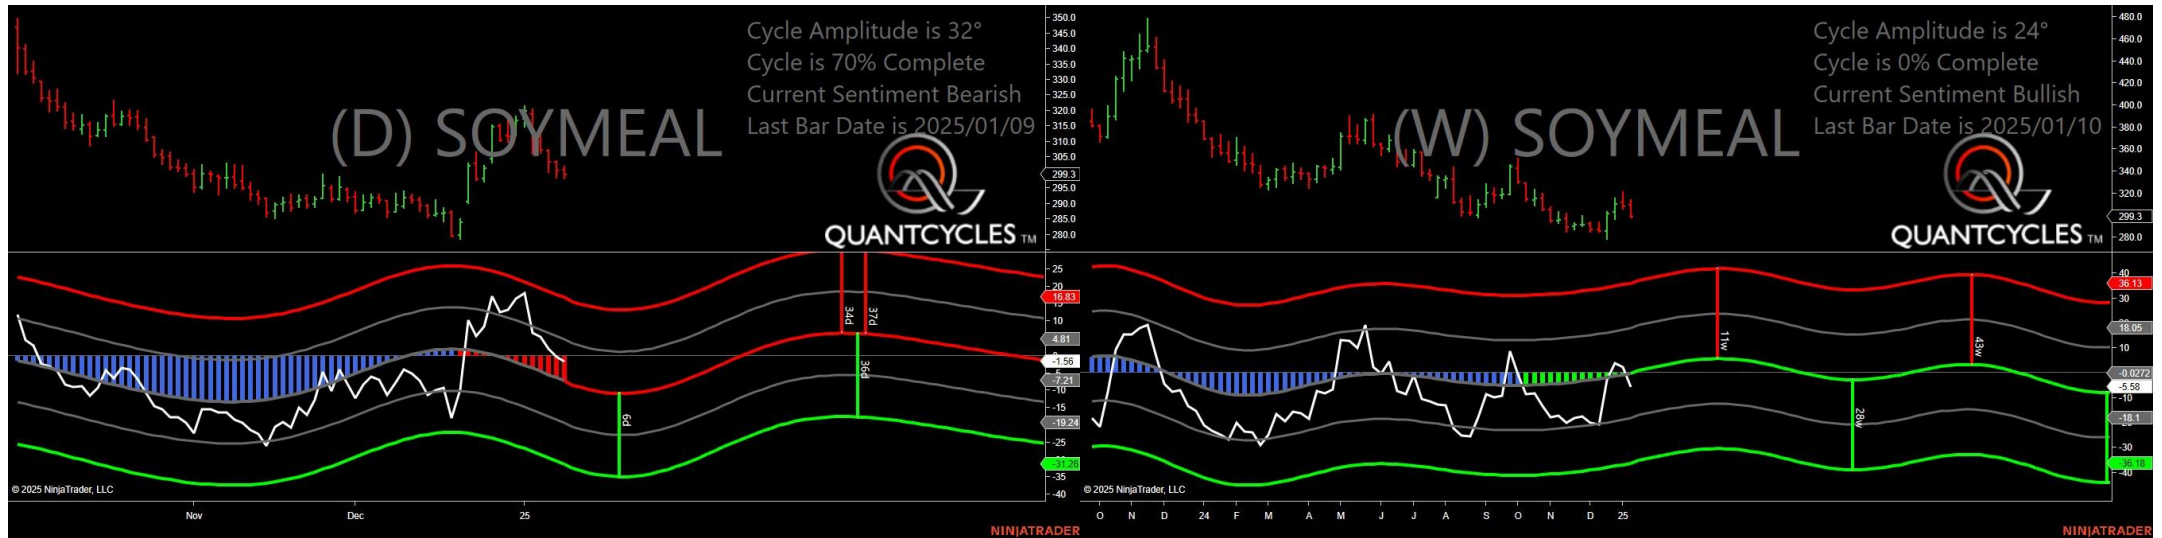 Cycle Amplitude is 32°
Cycle is 70% Complete
Current Sentiment Bearish
Last Bar Date is 2025/01/09
(D) SOYMEAL
QUANTCYCLES TM
350.0
345.0
340.0
335.0
330.0
325.0
320.0
315.0
310.0
305.0
299.3
295.0
290.0
285.0
280.0
25
20
16.83
10
4.81
-1.56
-7.21
-10
-15
-19.24
-25
-31.26
-35
-40
34d
37d
36d
6d
© 2025 NinjaTrader, LLC
Nov
Dec
25
NINJATRADER
Cycle Amplitude is 24°
Cycle is 0% Complete
Current Sentiment Bullish
Last Bar Date is 2025/01/10
(W) SOYMEAL
QUANTCYCLES TM
480.0
460.0
440.0
420.0
400.0
380.0
360.0
340.0
320.0
299.3
280.0
40
36.13
30
18.05
10
-0.0272
-5.58
-10
-18.1
-30
-36.18
-40
11w
43w
28w
© 2025 NinjaTrader, LLC
O N D 24 F M A M J J A S O N D 25
NINJATRADER